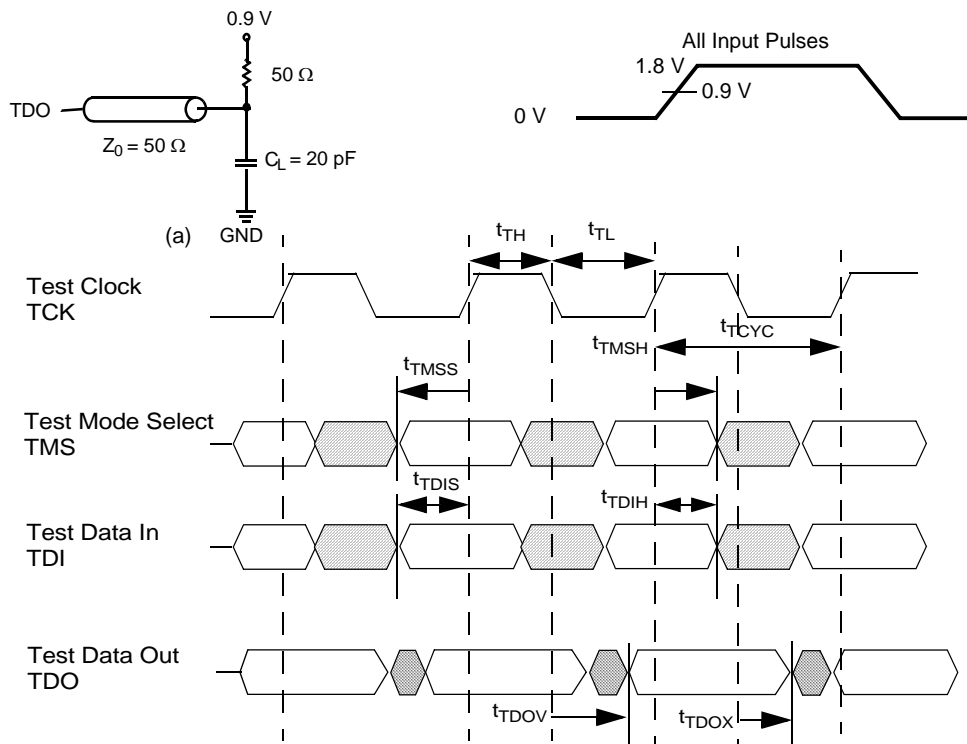 0.9 V
50 Ω
TDO
Z0 = 50 Ω
CL = 20 pF
(a)
GND
All Input Pulses
1.8 V
0.9 V
0 V
tTH
tTL
Test Clock
TCK
tTCYC
tTMSH
tTMSS
Test Mode Select
TMS
tTDIS
tTDIH
Test Data In
TDI
Test Data Out
TDO
tTDOV
tTDOX